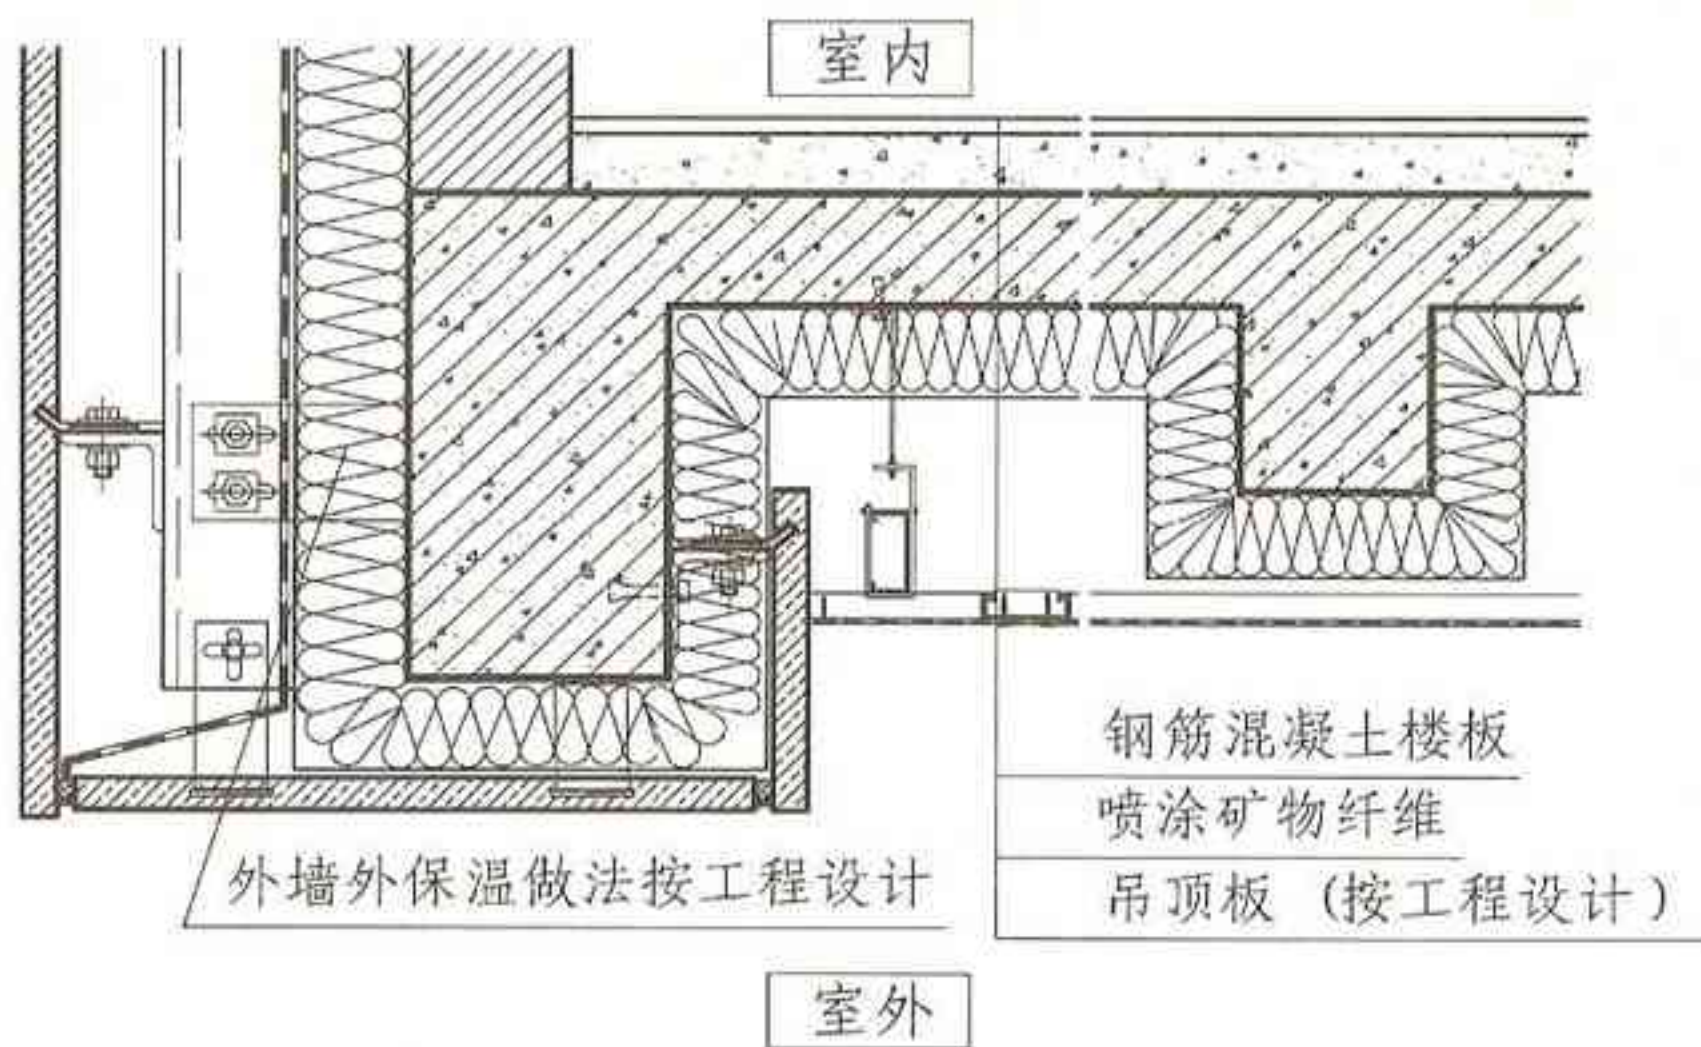 室内
钢筋混凝土楼板
喷涂矿物纤维
吊顶板（按工程设计）
外墙外保温做法按工程设计
室外